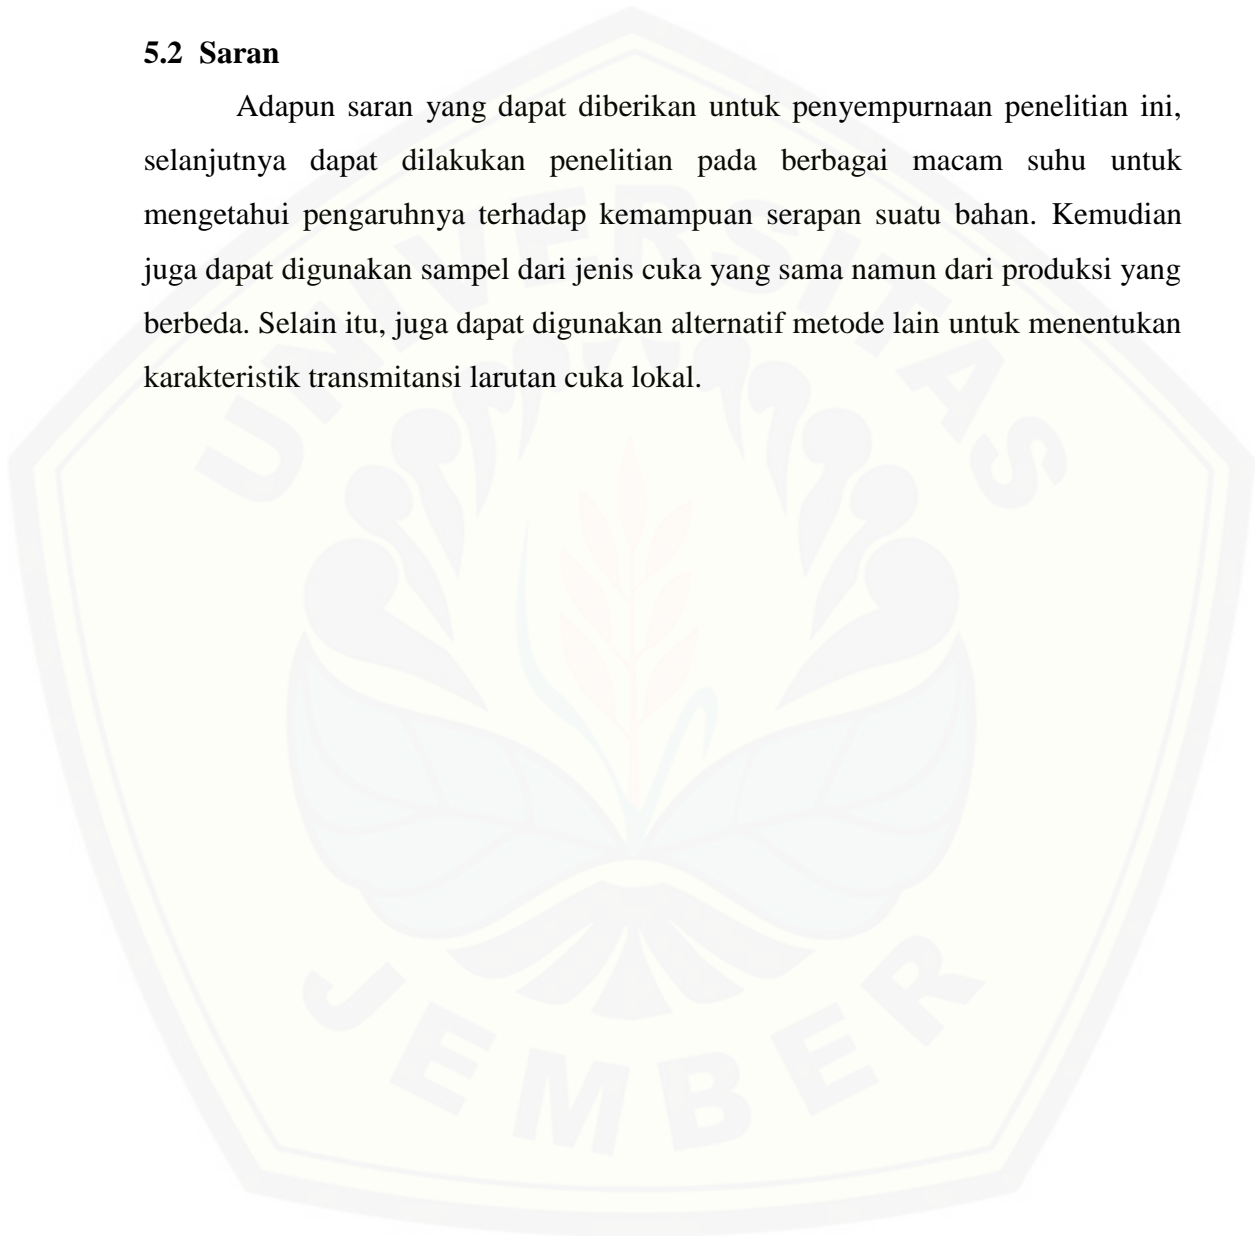 5.2 Saran
Adapun saran yang dapat diberikan untuk penyempurnaan penelitian ini,
selanjutnya dapat dilakukan penelitian pada berbagai macam suhu untuk
mengetahui pengaruhnya terhadap kemampuan serapan suatu bahan. Kemudian
juga dapat digunakan sampel dari jenis cuka yang sama namun dari produksi yang
berbeda. Selain itu, juga dapat digunakan alternatif metode lain untuk menentukan
karakteristik transmitansi larutan cuka lokal.
UNIVERSITAS
JEMBER